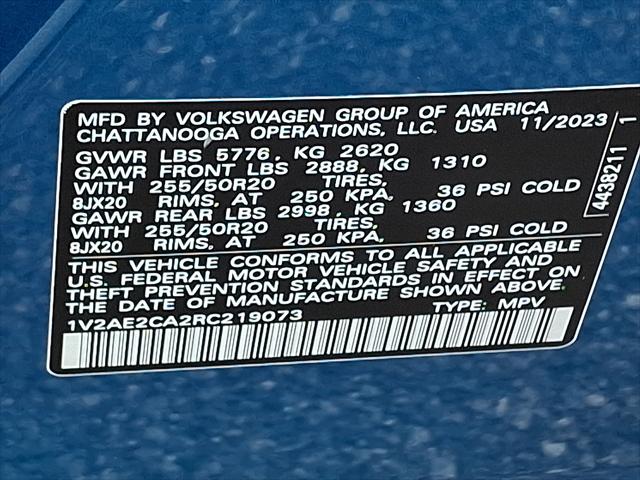 MFD BY VOLKSWAGEN GROUP OF AMERICA
CHATTANOOGA OPERATIONS, LLC. USA 11/2023
GVWR LBS 5776, KG 2620
GAWR FRONT LBS 2888, KG 1310
WITH 255/50R20 TIRES,
8JX20 RIMS, AT 250 KPA, 36 PSI COLD
GAWR REAR LBS 2998, KG 1360
WITH 255/50R20 TIRES,
8JX20 RIMS, AT 250 KPA, 36 PSI COLD
THIS VEHICLE CONFORMS TO ALL APPLICABLE
U.S. FEDERAL MOTOR VEHICLE SAFETY AND
THEFT PREVENTION STANDARDS IN EFFECT ON
THE DATE OF MANUFACTURE SHOWN ABOVE.
1V2AE2CA2RC219073 TYPE: MPV
4438211 1